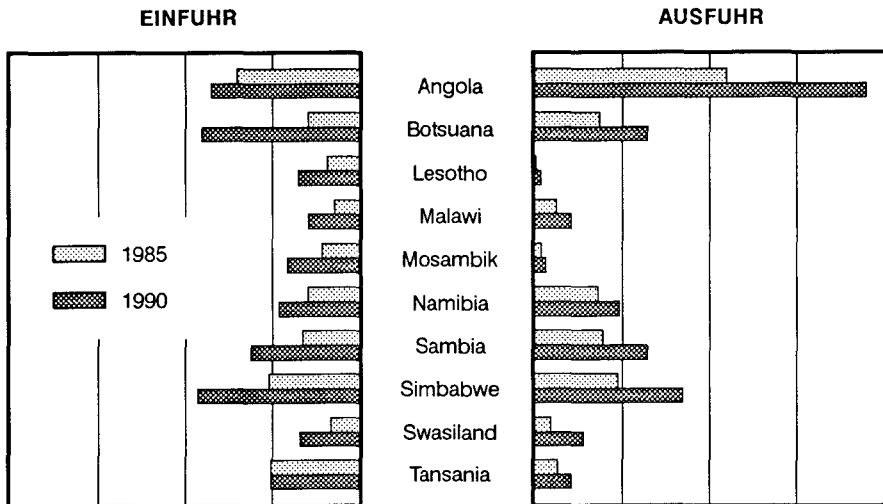 EINFUHR
AUSFUHR
Angola
Botsuana
Lesotho
Malawi
1985
Mosambik
1990
Namibia
Sambia
Simbabwe
Swasiland
Tansania